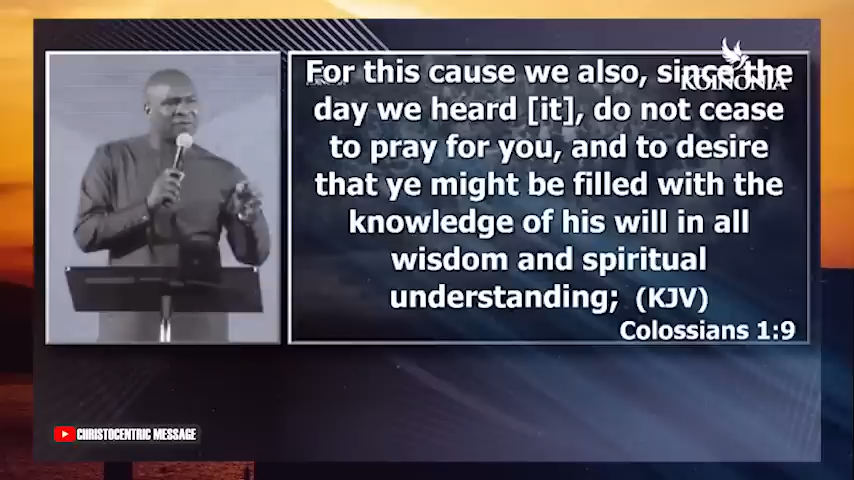 KOINONIA
For this cause we also, since the
day we heard [it], do not cease
to pray for you, and to desire
that ye might be filled with the
knowledge of his will in all
wisdom and spiritual
understanding; (KJV)
Colossians 1:9
CHRISTOCENTRIC MESSAGE